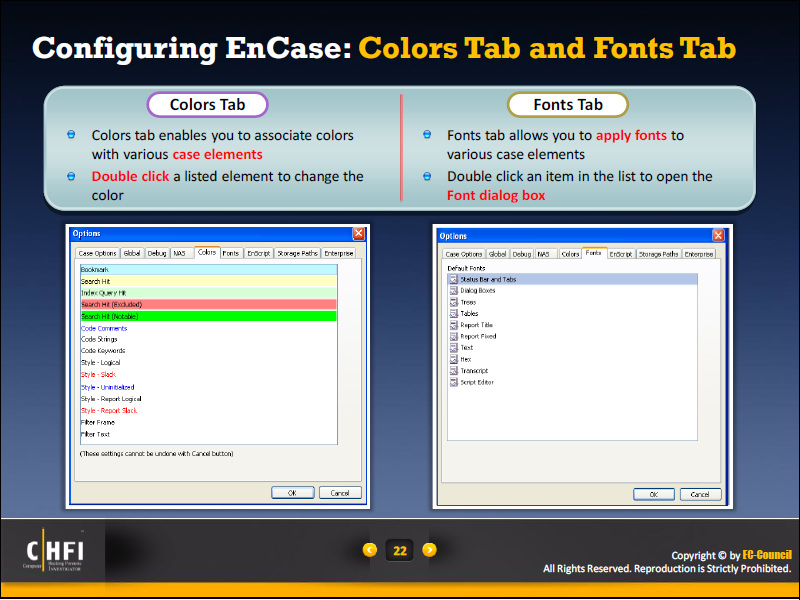 Configuring EnCase: Colors Tab and Fonts Tab
Colors Tab
Colors tab enables you to associate colors
with various case elements
Double click a listed element to change the
color
Fonts Tab
Fonts tab allows you to apply fonts to
various case elements
Double click an item in the list to open the
Font dialog box
Options
Case Options Global Debug NAS Colors Fonts EnScript Storage Paths Enterprise
Bookmark
Search Hit
Index Query Hit
Search Hit (Excluded)
Search Hit (Notable)
Code Comments
Code Strings
Code Keywords
Style - Logical
Style - Slack
Style - Uninitialized
Style - Report Logical
Style - Report Slack
Filter Frame
Filter Text
(These settings cannot be undone with Cancel button)
OK Cancel
Options
Case Options Global Debug NAS Colors Fonts EnScript Storage Paths Enterprise
Default Fonts
Status Bar and Tabs
Dialog Boxes
Trees
Tables
Report Title
Report Fixed
Text
Hex
Transcript
Script Editor
OK Cancel
CHFI
Computer Hacking Forensic
INVESTIGATOR
22
Copyright © by EC-Council
All Rights Reserved. Reproduction is Strictly Prohibited.